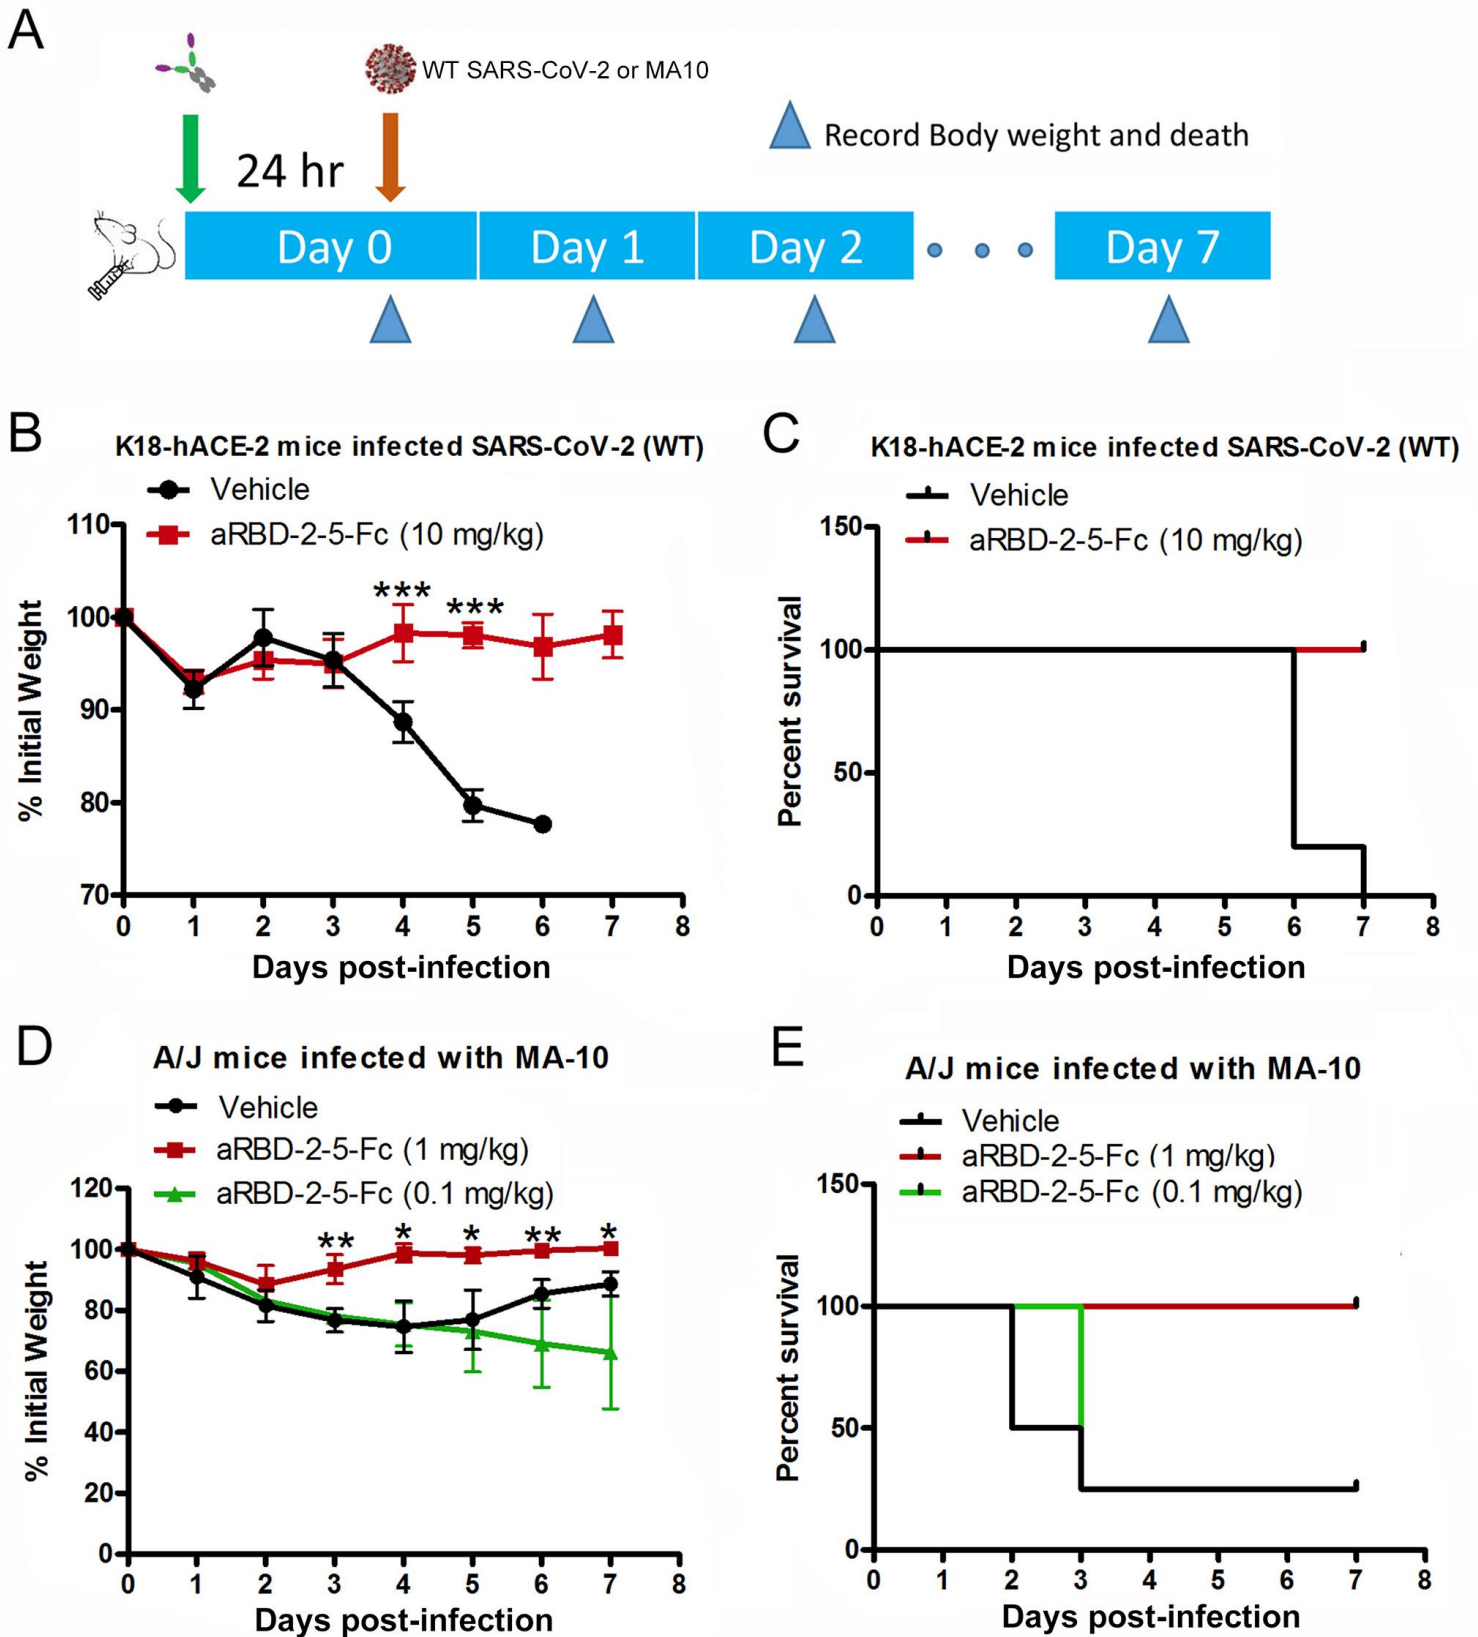 A
WT SARS-CoV-2 or MA10
24 hr
Record Body weight and death
Day 0
Day 1
Day 2
Day 7
B
K18-hACE-2 mice infected SARS-CoV-2 (WT)
Vehicle
aRBD-2-5-Fc (10 mg/kg)
110
100
90
80
70
% Initial Weight
*** ***
0 1 2 3 4 5 6 7 8
Days post-infection
C
K18-hACE-2 mice infected SARS-CoV-2 (WT)
Vehicle
aRBD-2-5-Fc (10 mg/kg)
150
100
50
0
Percent survival
0 1 2 3 4 5 6 7 8
Days post-infection
D
A/J mice infected with MA-10
Vehicle
aRBD-2-5-Fc (1 mg/kg)
aRBD-2-5-Fc (0.1 mg/kg)
120
100
80
60
40
20
0
% Initial Weight
** * * ** *
0 1 2 3 4 5 6 7 8
Days post-infection
E
A/J mice infected with MA-10
Vehicle
aRBD-2-5-Fc (1 mg/kg)
aRBD-2-5-Fc (0.1 mg/kg)
150
100
50
0
Percent survival
0 1 2 3 4 5 6 7 8
Days post-infection